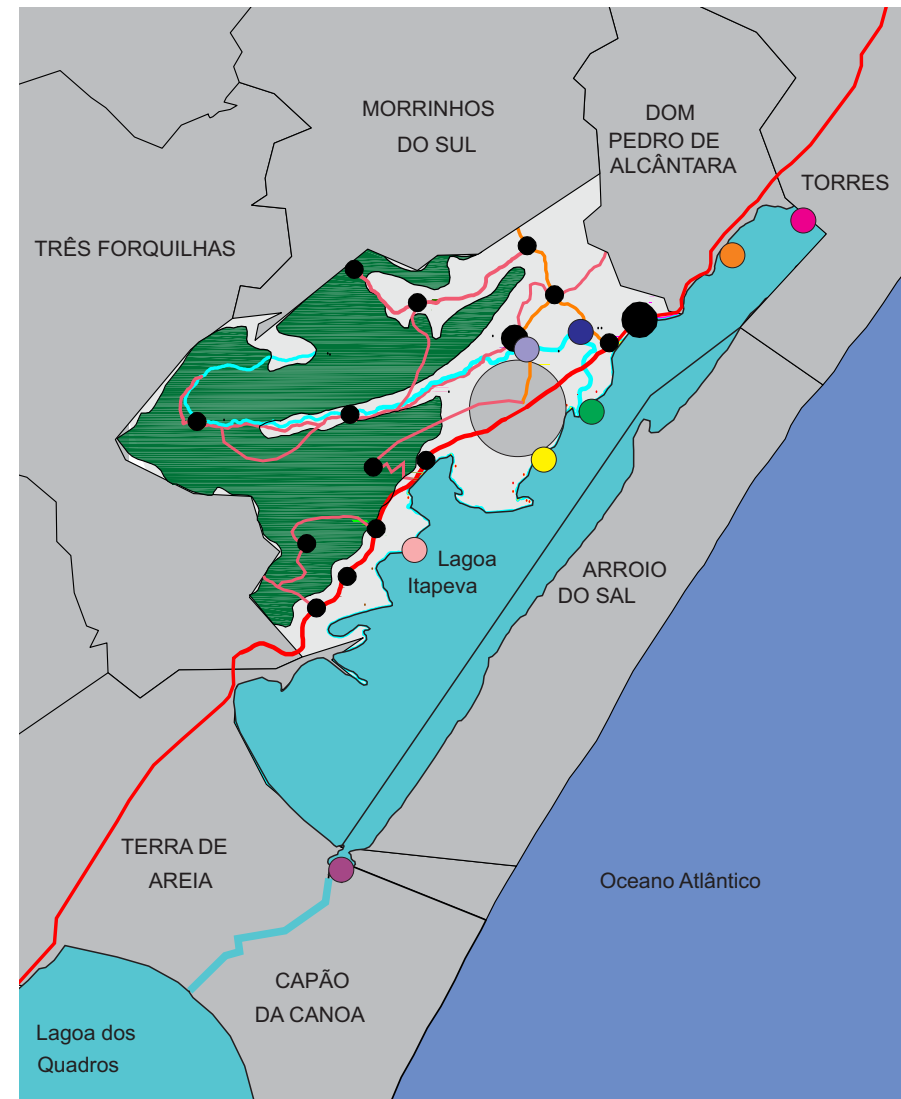 MORRINHOS
DO SUL
DOM
PEDRO DE
ALCÂNTARA
TORRES
TRÊS FORQUILHAS
Lagoa
Itapeva
ARROIO
DO SAL
TERRA DE
AREIA
Oceano Atlântico
CAPÃO
DA CANOA
Lagoa dos
Quadros